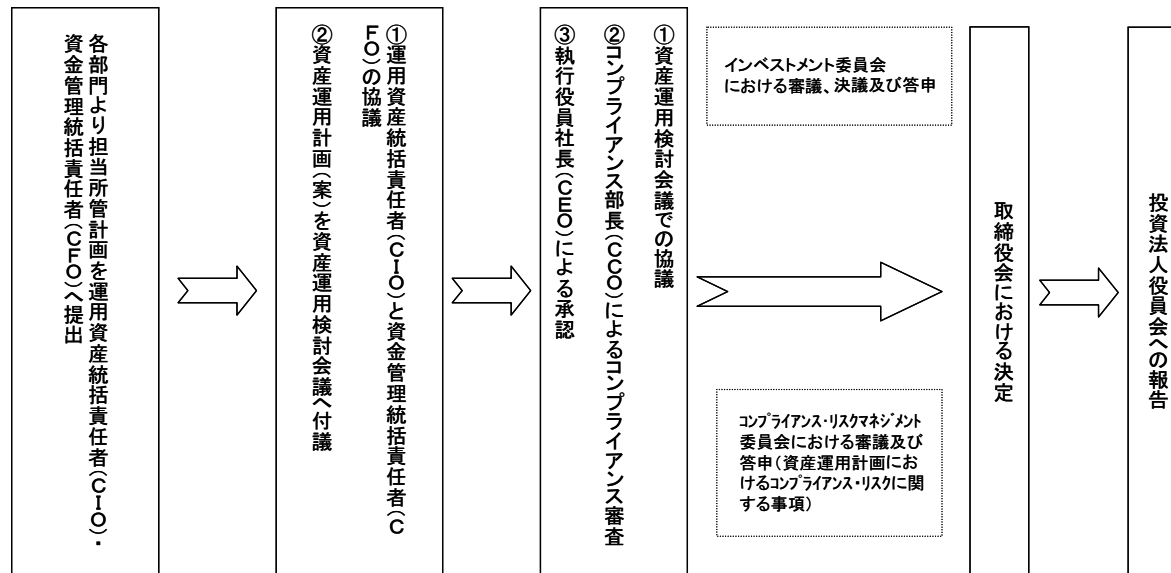 各部門より担当所管計画を運用資産統括責任者(CIO)・
資金管理統括責任者(CFO)へ提出
①運用資産統括責任者(CIO)と資金管理統括責任者(C
FO)の協議
②資産運用計画(案)を資産運用検討会議へ付議
①資産運用検討会議での協議
②コンプライアンス部長(CCO)によるコンプライアンス審査
③執行役員社長(CEO)による承認
インベストメント委員会
における審議、決議及び答申
コンプライアンス・リスクマネジメント
委員会における審議及び
答申(資産運用計画にお
けるコンプライアンス・リスクに関
する事項)
取締役会における決定
投資法人役員会への報告